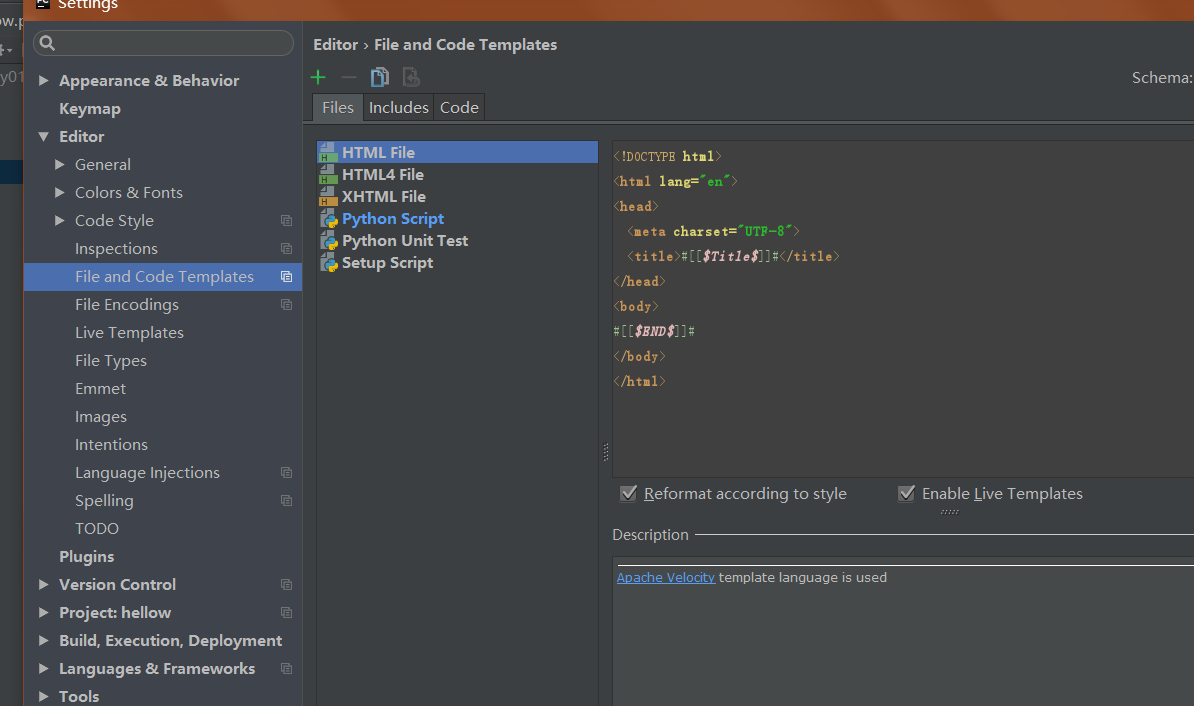 Settings
ow.p
y01
Editor › File and Code Templates
Schema:
Appearance & Behavior
Keymap
Editor
General
Colors & Fonts
Code Style
Inspections
File and Code Templates
File Encodings
Live Templates
File Types
Emmet
Images
Intentions
Language Injections
Spelling
TODO
Plugins
Version Control
Project: hellow
Build, Execution, Deployment
Languages & Frameworks
Tools
Files Includes Code
HTML File
HTML4 File
XHTML File
Python Script
Python Unit Test
Setup Script
<!DOCTYPE html>
<html lang="en">
<head>
<meta charset="UTF-8">
<title>#[[$Title$]]#</title>
</head>
<body>
#[[$END$]]#
</body>
</html>
Reformat according to style Enable Live Templates
Description
Apache Velocity template language is used